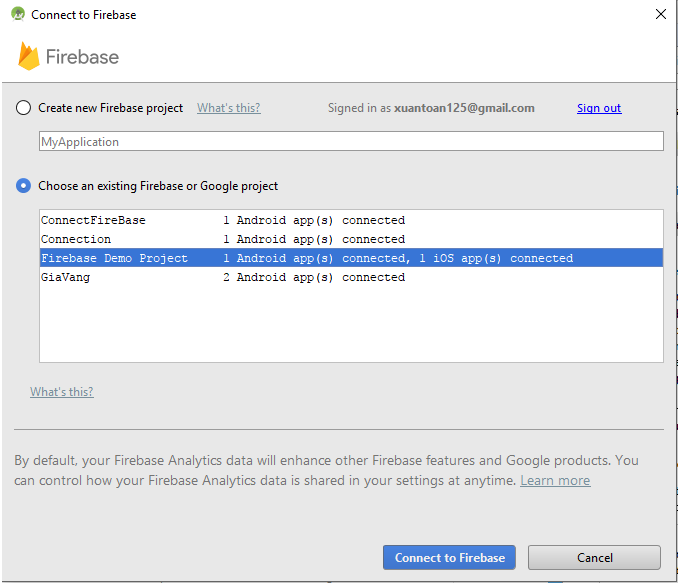 Connect to Firebase
Firebase
Create new Firebase project What's this? Signed in as xuantoan125@gmail.com Sign out
MyApplication
Choose an existing Firebase or Google project
ConnectFireBase 1 Android app(s) connected
Connection 1 Android app(s) connected
Firebase Demo Project 1 Android app(s) connected, 1 iOS app(s) connected
GiaVang 2 Android app(s) connected
What's this?
By default, your Firebase Analytics data will enhance other Firebase features and Google products. You
can control how your Firebase Analytics data is shared in your settings at anytime. Learn more
Connect to Firebase Cancel